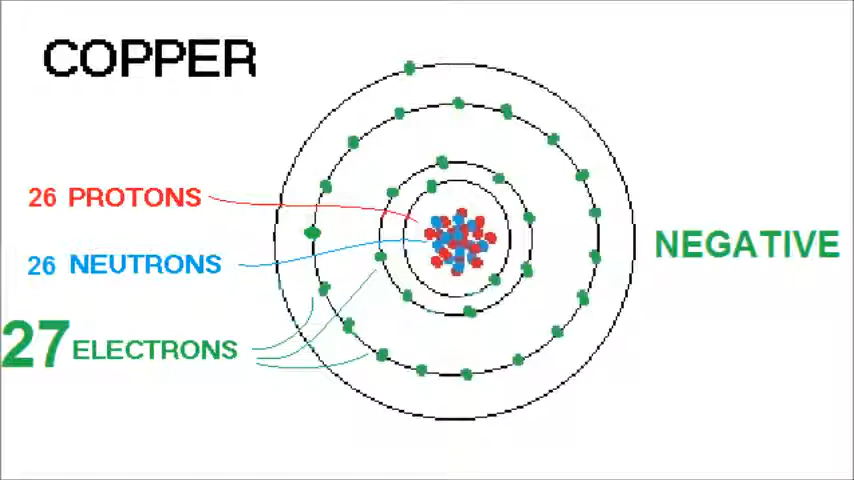 COPPER
26 PROTONS
NEGATIVE
26 NEUTRONS
27 ELECTRONS